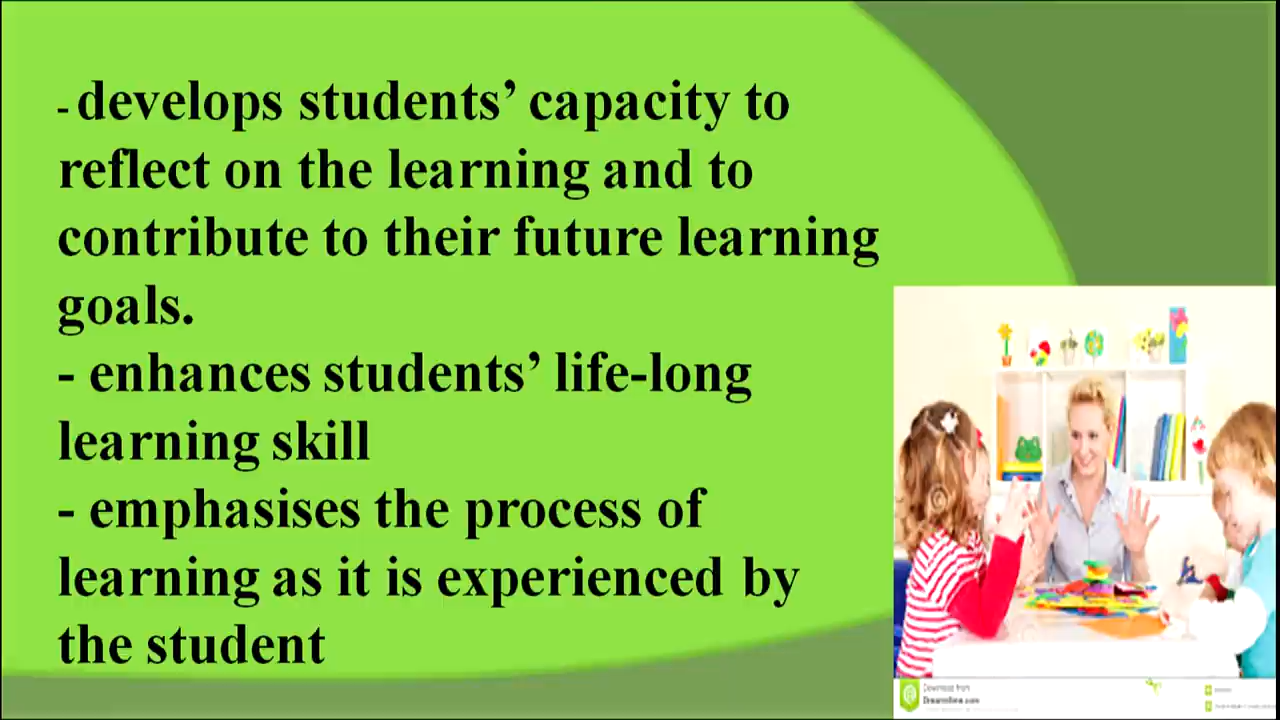 - develops students’ capacity to
reflect on the learning and to
contribute to their future learning
goals.
- enhances students’ life-long
learning skill
- emphasises the process of
learning as it is experienced by
the student
Download from
Dreamstime.com